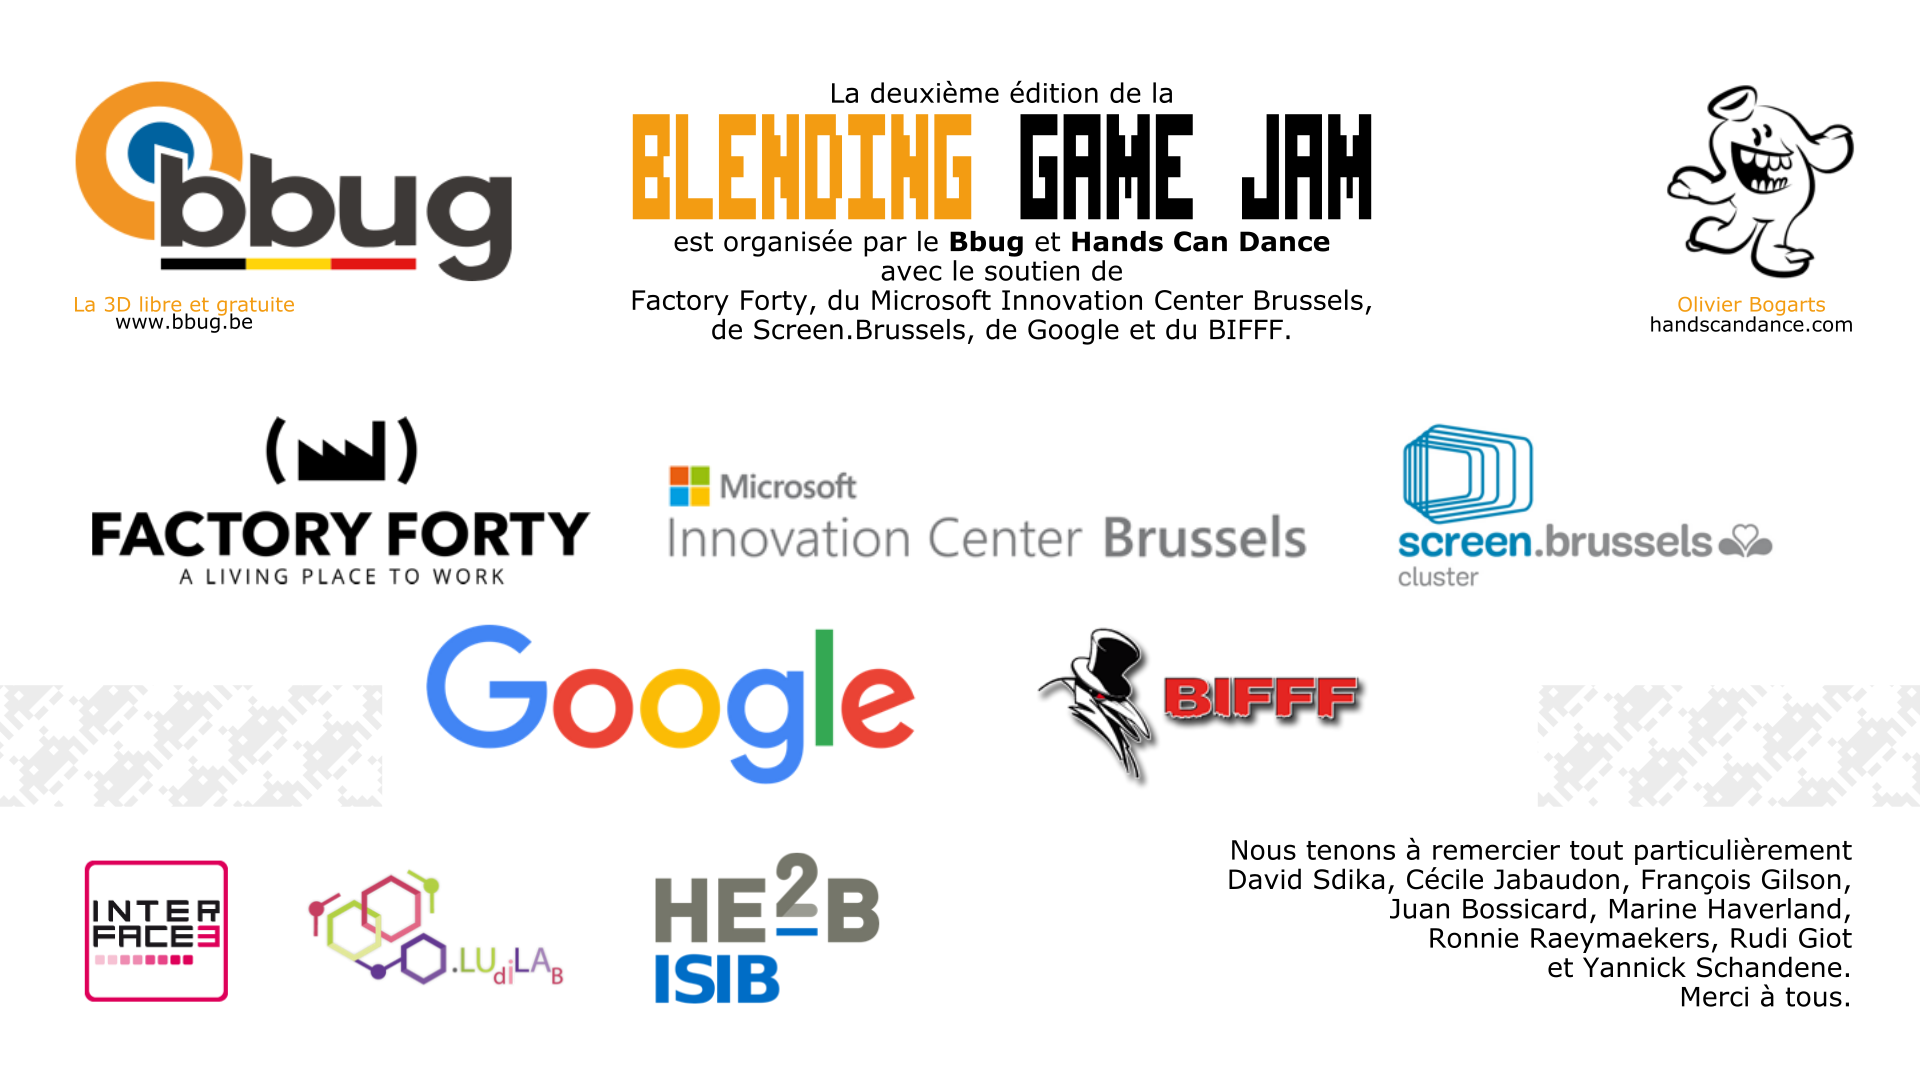 bbug
La 3D libre et gratuite
www.bbug.be
La deuxième édition de la
BLENDING GAME JAM
est organisée par le Bbug et Hands Can Dance
avec le soutien de
Factory Forty, du Microsoft Innovation Center Brussels,
de Screen.Brussels, de Google et du BIFFF.
Olivier Bogarts
handscandance.com
FACTORY FORTY
A LIVING PLACE TO WORK
Microsoft
Innovation Center Brussels
screen.brussels
cluster
Google
BIFFF
INTER
FACE3
.LUdiLAB
HE2B
ISIB
Nous tenons à remercier tout particulièrement
David Sdika, Cécile Jabaudon, François Gilson,
Juan Bossicard, Marine Haverland,
Ronnie Raeymaekers, Rudi Giot
et Yannick Schandene.
Merci à tous.